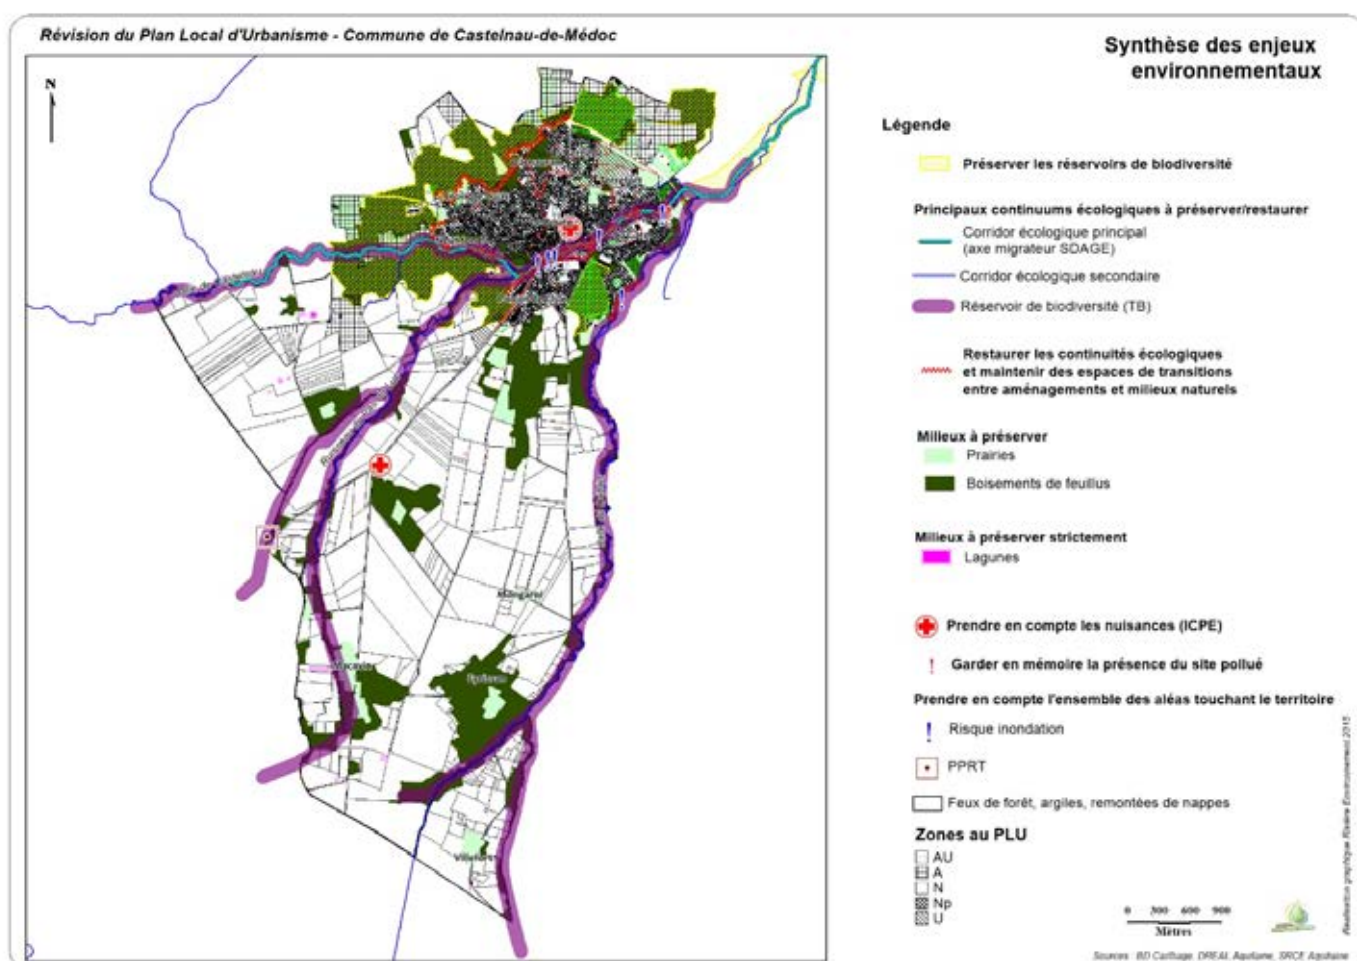 Révision du Plan Local d'Urbanisme - Commune de Castelnau-de-Médoc
Synthèse des enjeux
environnementaux
N
Légende
Préserver les réservoirs de biodiversité
Principaux continuums écologiques à préserver/restaurer
Corridor écologique principal
(axe migrateur SDAGE)
Corridor écologique secondaire
Réservoir de biodiversité (TB)
Restaurer les continuités écologiques
et maintenir des espaces de transitions
entre aménagements et milieux naturels
Milieux à préserver
Prairies
Boisements de feuillus
Milieux à préserver strictement
Lagunes
Prendre en compte les nuisances (ICPE)
! Garder en mémoire la présence du site pollué
Prendre en compte l'ensemble des aléas touchant le territoire
! Risque inondation
PPRT
Feux de forêt, argiles, remontées de nappes
Zones au PLU
AU
A
N
Np
U
0 300 600 900
Mètres
Réalisation graphique Rivière Environnement 2015
Sources : BD Carthage, DREAL Aquitaine, SRCE Aquitaine